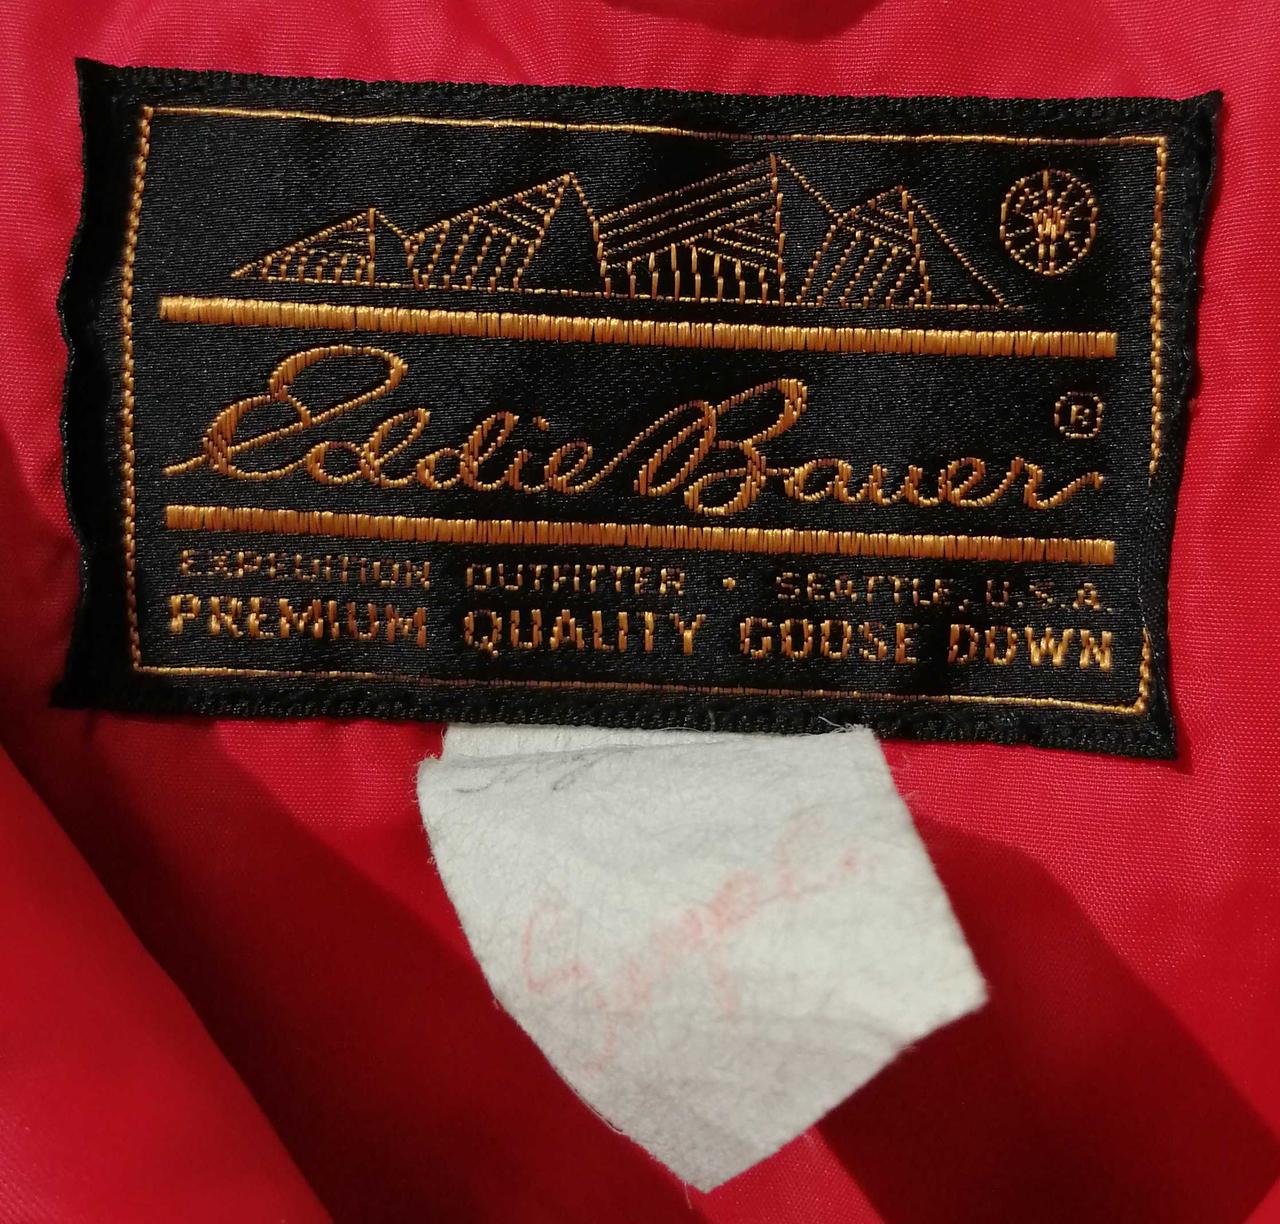 Eddie Bauer ®
EXPEDITION OUTFITTER • SEATTLE, U.S.A.
PREMIUM QUALITY GOOSE DOWN